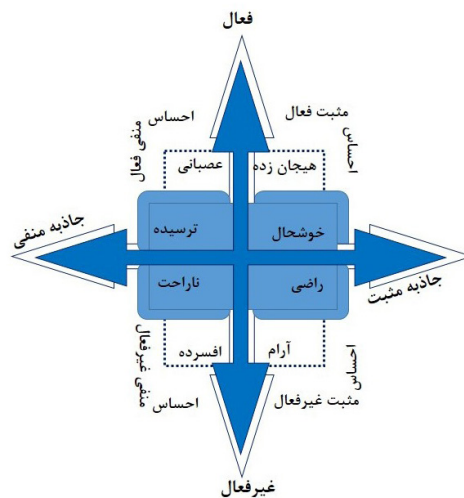 فعال
احساس مثبت فعال
احساس منفی فعال
هیجان زده
عصبانی
خوشحال
ترسیده
جاذبه مثبت
جاذبه منفی
راضی
ناراحت
آرام
افسرده
احساس مثبت غیرفعال
احساس منفی غیرفعال
غیرفعال